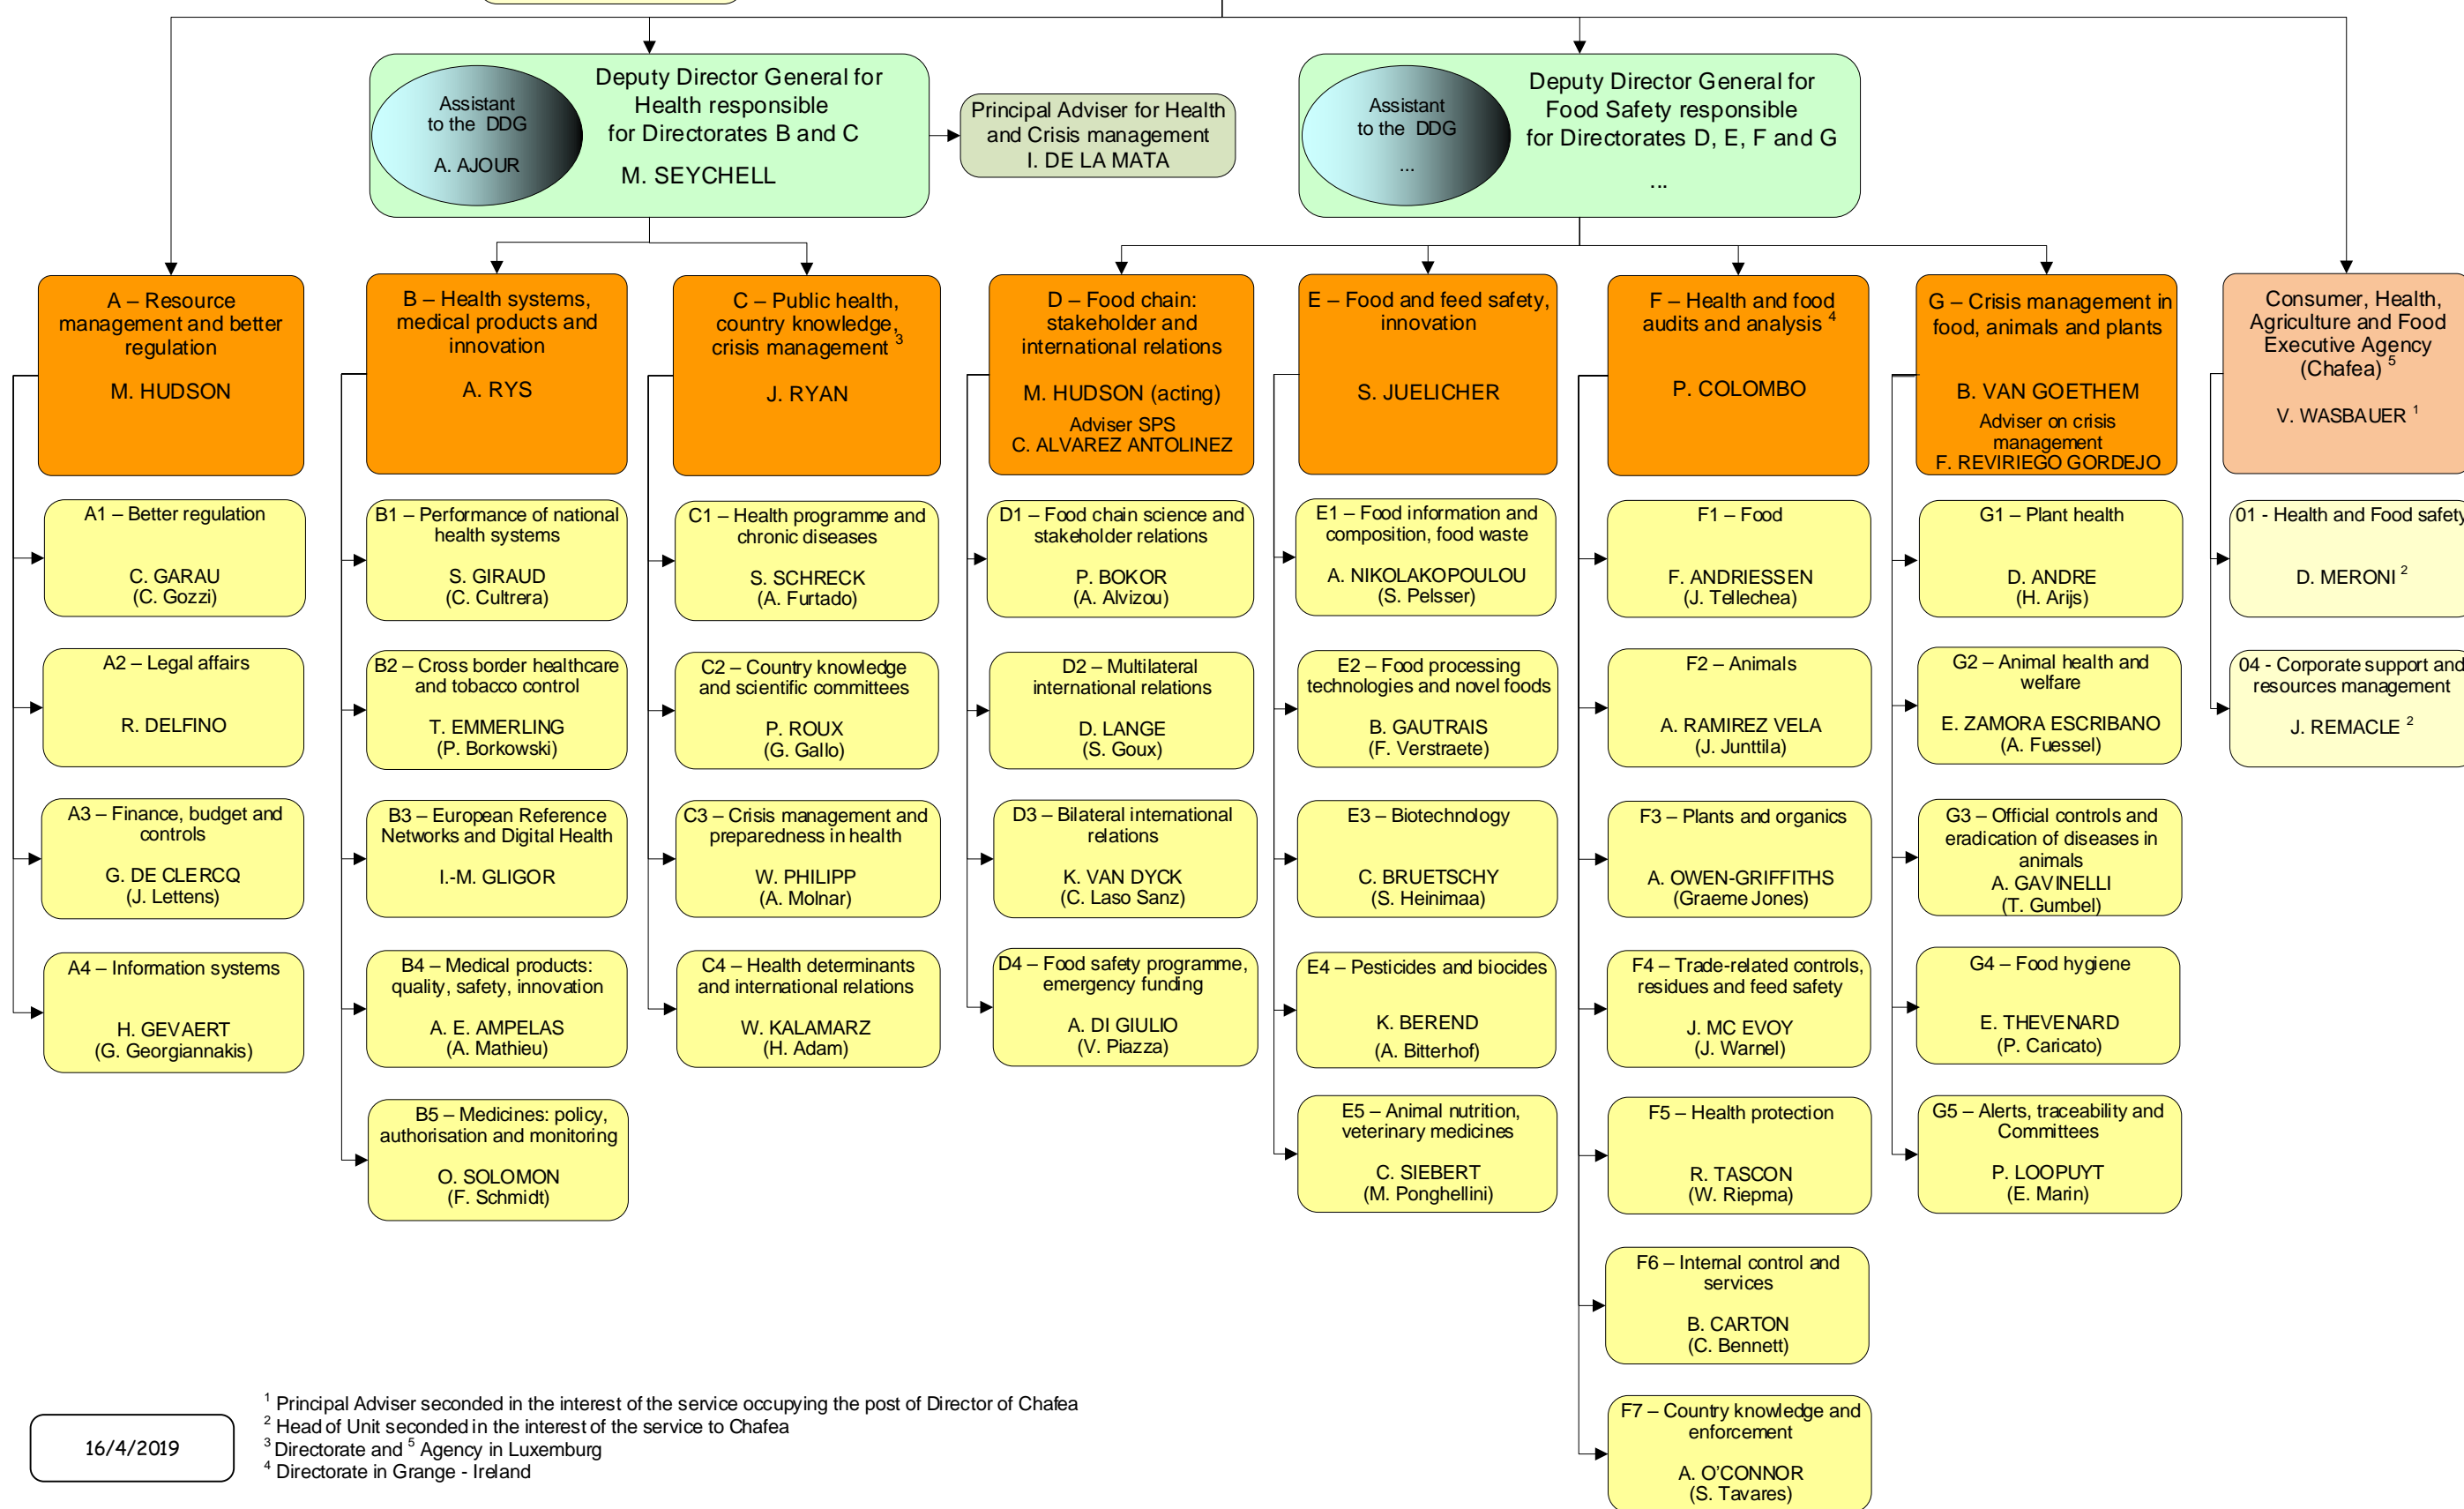 Assistant
to the DDG
A. AJOUR
Deputy Director General for
Health responsible
for Directorates B and C
M. SEYCHELL
Principal Adviser for Health
and Crisis management
I. DE LA MATA
Assistant
to the DDG
...
Deputy Director General for
Food Safety responsible
for Directorates D, E, F and G
...
A – Resource
management and better
regulation
M. HUDSON
A1 – Better regulation
C. GARAU
(C. Gozzi)
A2 – Legal affairs
R. DELFINO
A3 – Finance, budget and
controls
G. DE CLERCQ
(J. Lettens)
A4 – Information systems
H. GEVAERT
(G. Georgiannakis)
B – Health systems,
medical products and
innovation
A. RYS
B1 – Performance of national
health systems
S. GIRAUD
(C. Cultrera)
B2 – Cross border healthcare
and tobacco control
T. EMMERLING
(P. Borkowski)
B3 – European Reference
Networks and Digital Health
I.-M. GLIGOR
B4 – Medical products:
quality, safety, innovation
A. E. AMPELAS
(A. Mathieu)
B5 – Medicines: policy,
authorisation and monitoring
O. SOLOMON
(F. Schmidt)
C – Public health,
country knowledge,
crisis management 3
J. RYAN
C1 – Health programme and
chronic diseases
S. SCHRECK
(A. Furtado)
C2 – Country knowledge
and scientific committees
P. ROUX
(G. Gallo)
C3 – Crisis management and
preparedness in health
W. PHILIPP
(A. Molnar)
C4 – Health determinants
and international relations
W. KALAMARZ
(H. Adam)
D – Food chain:
stakeholder and
international relations
M. HUDSON (acting)
Adviser SPS
C. ALVAREZ ANTOLINEZ
D1 – Food chain science and
stakeholder relations
P. BOKOR
(A. Alvizou)
D2 – Multilateral
international relations
D. LANGE
(S. Goux)
D3 – Bilateral international
relations
K. VAN DYCK
(C. Laso Sanz)
D4 – Food safety programme,
emergency funding
A. DI GIULIO
(V. Piazza)
E – Food and feed safety,
innovation
S. JUELICHER
E1 – Food information and
composition, food waste
A. NIKOLAKOPOULOU
(S. Pelsser)
E2 – Food processing
technologies and novel foods
B. GAUTRAIS
(F. Verstraete)
E3 – Biotechnology
C. BRUETSCHY
(S. Heinimaa)
E4 – Pesticides and biocides
K. BEREND
(A. Bitterhof)
E5 – Animal nutrition,
veterinary medicines
C. SIEBERT
(M. Ponghellini)
F – Health and food
audits and analysis 4
P. COLOMBO
F1 – Food
F. ANDRIESSEN
(J. Tellechea)
F2 – Animals
A. RAMIREZ VELA
(J. Junttila)
F3 – Plants and organics
A. OWEN-GRIFFITHS
(Graeme Jones)
F4 – Trade-related controls,
residues and feed safety
J. MC EVOY
(J. Warnel)
F5 – Health protection
R. TASCON
(W. Riepma)
F6 – Internal control and
services
B. CARTON
(C. Bennett)
F7 – Country knowledge and
enforcement
A. O'CONNOR
(S. Tavares)
G – Crisis management in
food, animals and plants
B. VAN GOETHEM
Adviser on crisis
management
F. REVIRIEGO GORDEJO
G1 – Plant health
D. ANDRE
(H. Arijs)
G2 – Animal health and
welfare
E. ZAMORA ESCRIBANO
(A. Fuessel)
G3 – Official controls and
eradication of diseases in
animals
A. GAVINELLI
(T. Gumbel)
G4 – Food hygiene
E. THEVENARD
(P. Caricato)
G5 – Alerts, traceability and
Committees
P. LOOPUYT
(E. Marin)
Consumer, Health,
Agriculture and Food
Executive Agency
(Chafea) 5
V. WASBAUER 1
01 - Health and Food safety
D. MERONI 2
04 - Corporate support and
resources management
J. REMACLE 2
16/4/2019
1 Principal Adviser seconded in the interest of the service occupying the post of Director of Chafea
2 Head of Unit seconded in the interest of the service to Chafea
3 Directorate and 5 Agency in Luxemburg
4 Directorate in Grange - Ireland